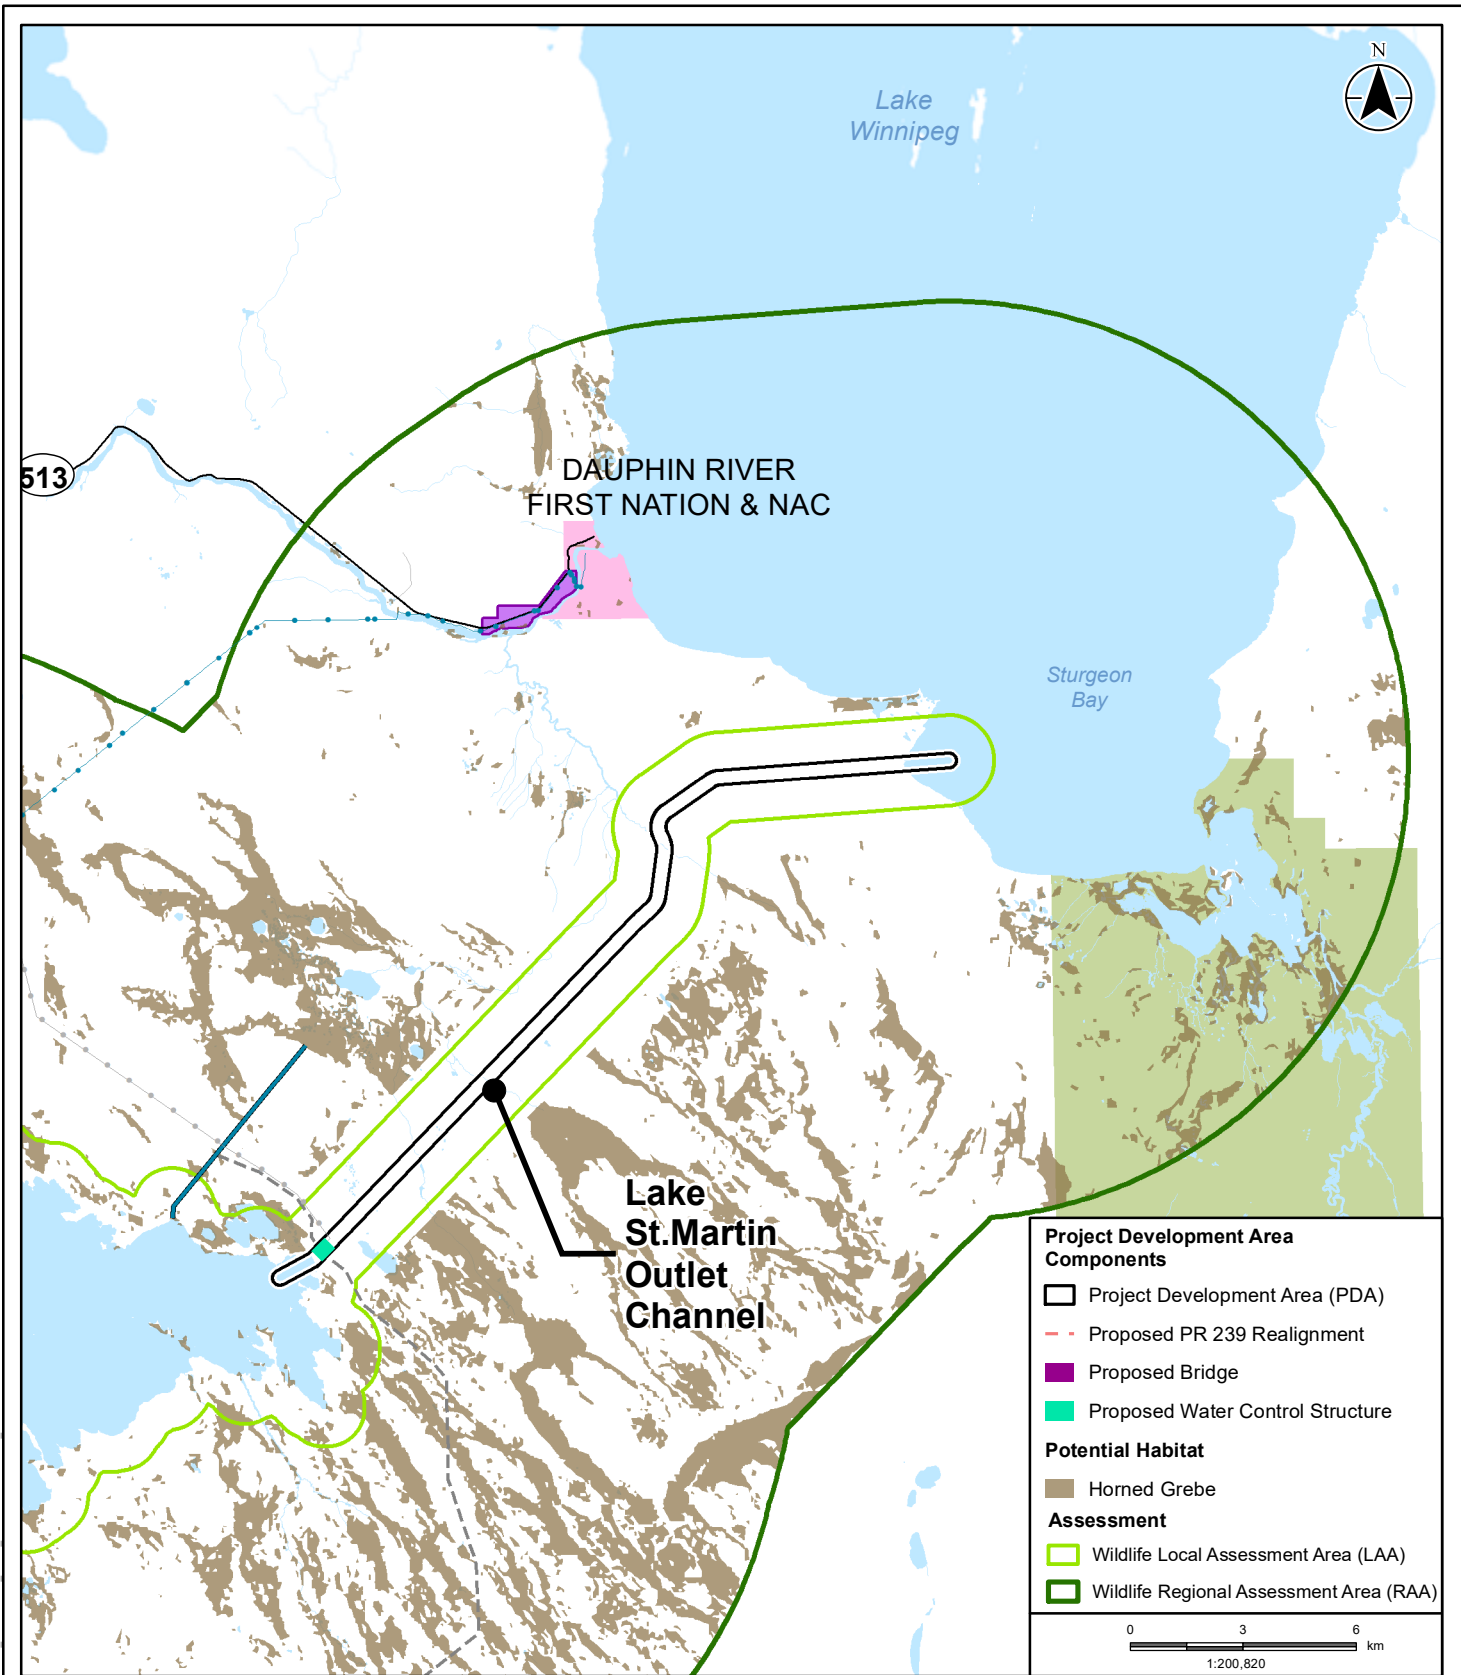 N
Lake
Winnipeg
513
DAUPHIN RIVER
FIRST NATION & NAC
Sturgeon
Bay
Lake
St.Martin
Outlet
Channel
Project Development Area
Components
Project Development Area (PDA)
Proposed PR 239 Realignment
Proposed Bridge
Proposed Water Control Structure
Potential Habitat
Horned Grebe
Assessment
Wildlife Local Assessment Area (LAA)
Wildlife Regional Assessment Area (RAA)
0 3 6
km
1:200,820